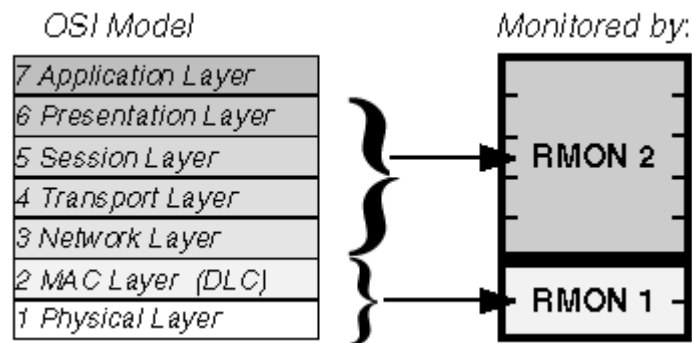 OSI Model
Monitored by:
7 Application Layer
6 Presentation Layer
5 Session Layer
4 Transport Layer
3 Network Layer
2 MAC Layer (DLC)
1 Physical Layer
RMON 2
RMON 1